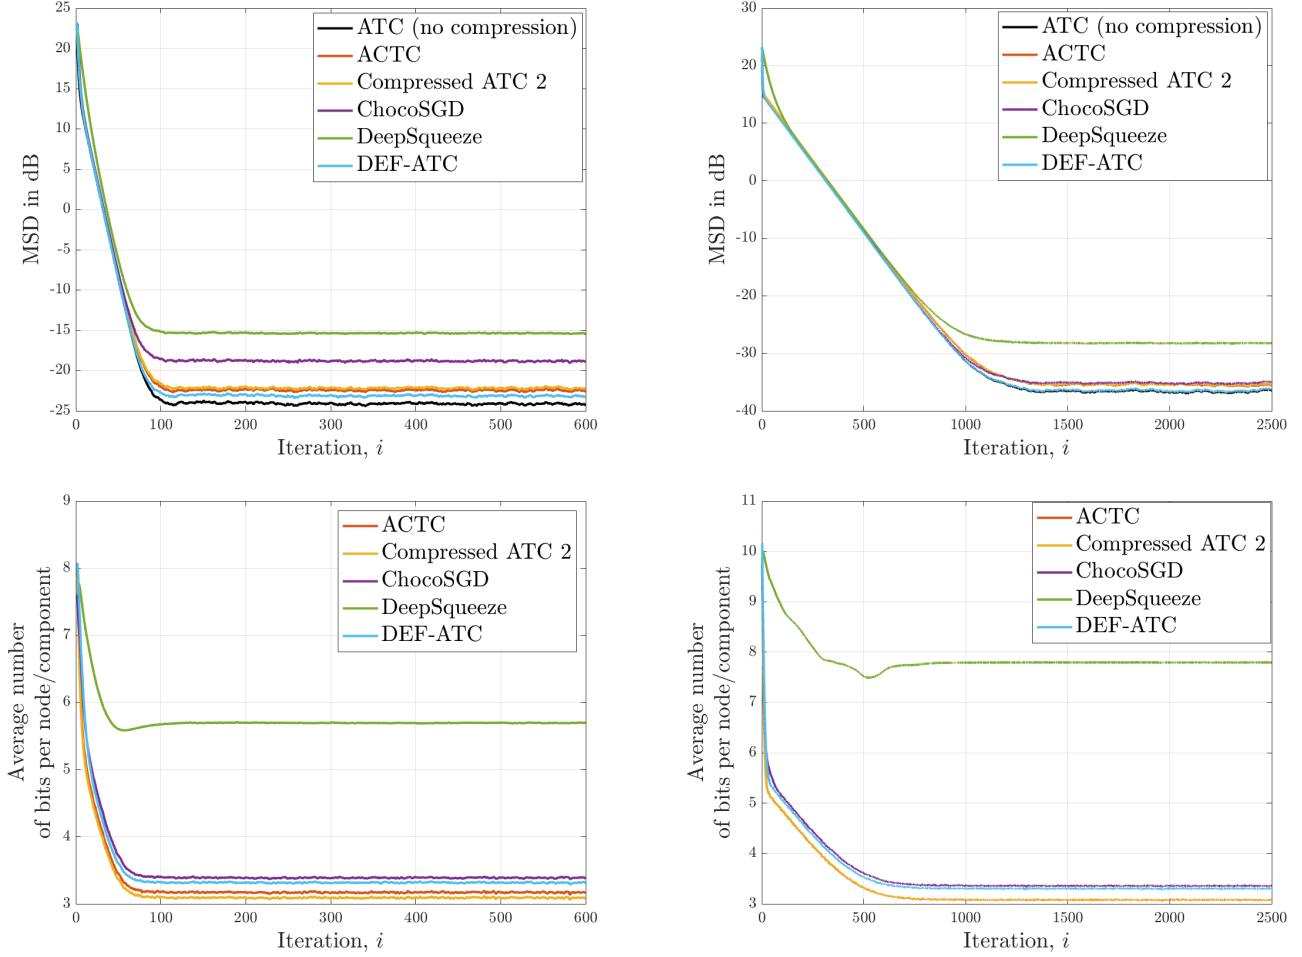 25
20
15
10
5
0
-5
-10
-15
-20
-25
MSD in dB
ATC (no compression)
ACTC
Compressed ATC 2
ChocoSGD
DeepSqueeze
DEF-ATC
0
100
200
300
400
500
600
Iteration, i
30
20
10
0
-10
-20
-30
-40
MSD in dB
ATC (no compression)
ACTC
Compressed ATC 2
ChocoSGD
DeepSqueeze
DEF-ATC
0
500
1000
1500
2000
2500
Iteration, i
9
8
7
6
5
4
3
Average number
of bits per node/component
ACTC
Compressed ATC 2
ChocoSGD
DeepSqueeze
DEF-ATC
0
100
200
300
400
500
600
Iteration, i
11
10
9
8
7
6
5
4
3
Average number
of bits per node/component
ACTC
Compressed ATC 2
ChocoSGD
DeepSqueeze
DEF-ATC
0
500
1000
1500
2000
2500
Iteration, i